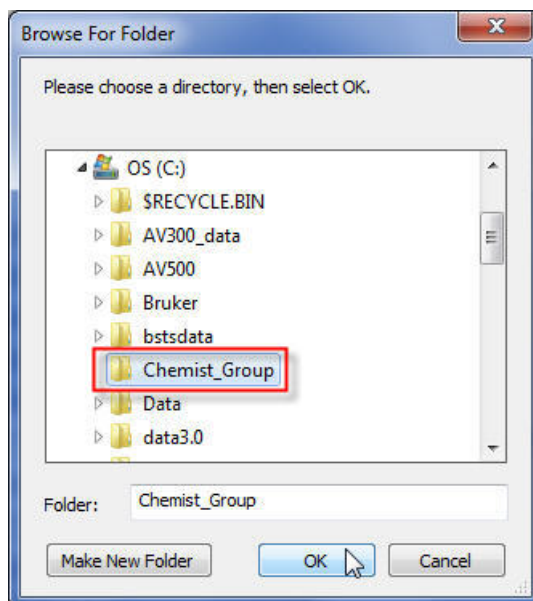 Browse For Folder
Please choose a directory, then select OK.
OS (C:)
$RECYCLE.BIN
AV300_data
AV500
Bruker
bstsdata
Chemist_Group
Data
data3.0
Folder: Chemist_Group
Make New Folder OK Cancel